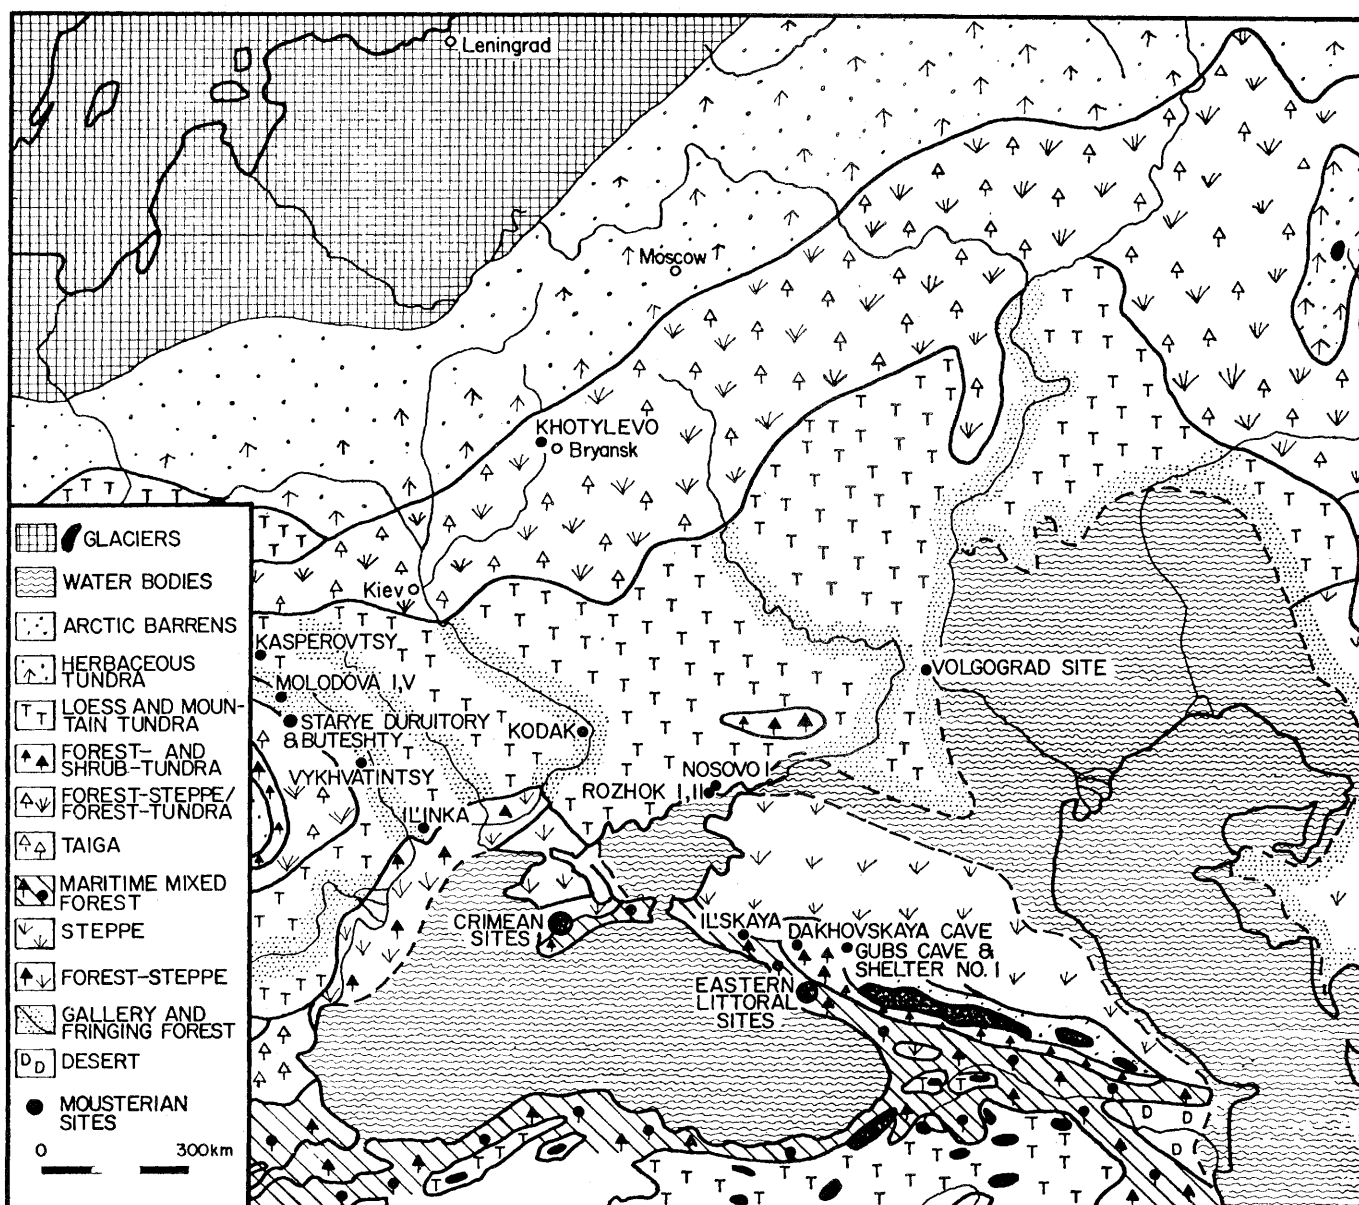 Leningrad
Moscow
KHOTYLEVO
Bryansk
Kiev
KASPEROVTSY
MOLODOVA I,V
STARYE DURUITORY
& BUTESHTY
VYKHVATINTSY
IL'INKA
KODAK
VOLGOGRAD SITE
NOSOVO I
ROZHOK I, II
CRIMEAN
SITES
IL'SKAYA
DAKHOVSKAYA CAVE
GUBS CAVE &
SHELTER NO. 1
EASTERN
LITTORAL
SITES
GLACIERS
WATER BODIES
ARCTIC BARRENS
HERBACEOUS
TUNDRA
LOESS AND MOUN-
TAIN TUNDRA
FOREST- AND
SHRUB-TUNDRA
FOREST-STEPPE/
FOREST-TUNDRA
TAIGA
MARITIME MIXED
FOREST
STEPPE
FOREST-STEPPE
GALLERY AND
FRINGING FOREST
DESERT
MOUSTERIAN
SITES
0 300km